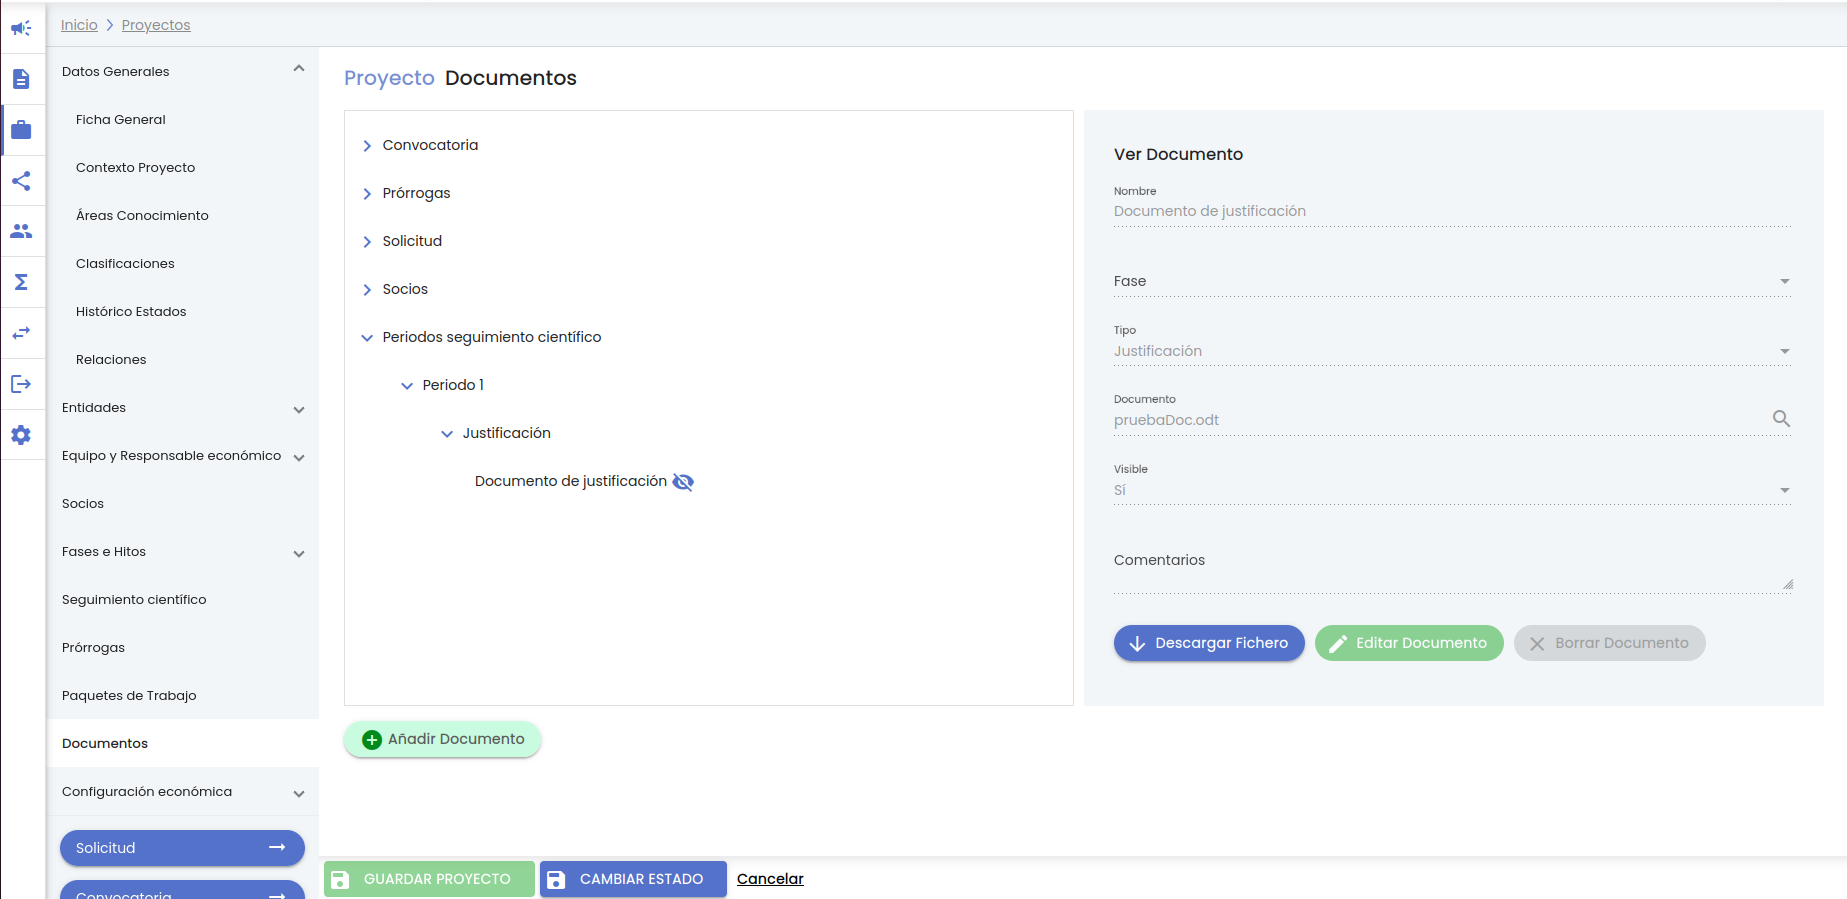 Inicio > Proyectos
Datos Generales
Ficha General
Contexto Proyecto
Áreas Conocimiento
Clasificaciones
Histórico Estados
Relaciones
Entidades
Equipo y Responsable económico
Socios
Fases e Hitos
Seguimiento científico
Prórrogas
Paquetes de Trabajo
Documentos
Configuración económica
Solicitud
Convocatoria
Proyecto Documentos
Convocatoria
Prórrogas
Solicitud
Socios
Periodos seguimiento científico
Periodo 1
Justificación
Documento de justificación
Añadir Documento
Ver Documento
Nombre
Documento de justificación
Fase
Tipo
Justificación
Documento
pruebaDoc.odt
Visible
Sí
Comentarios
Descargar Fichero Editar Documento Borrar Documento
GUARDAR PROYECTO CAMBIAR ESTADO Cancelar